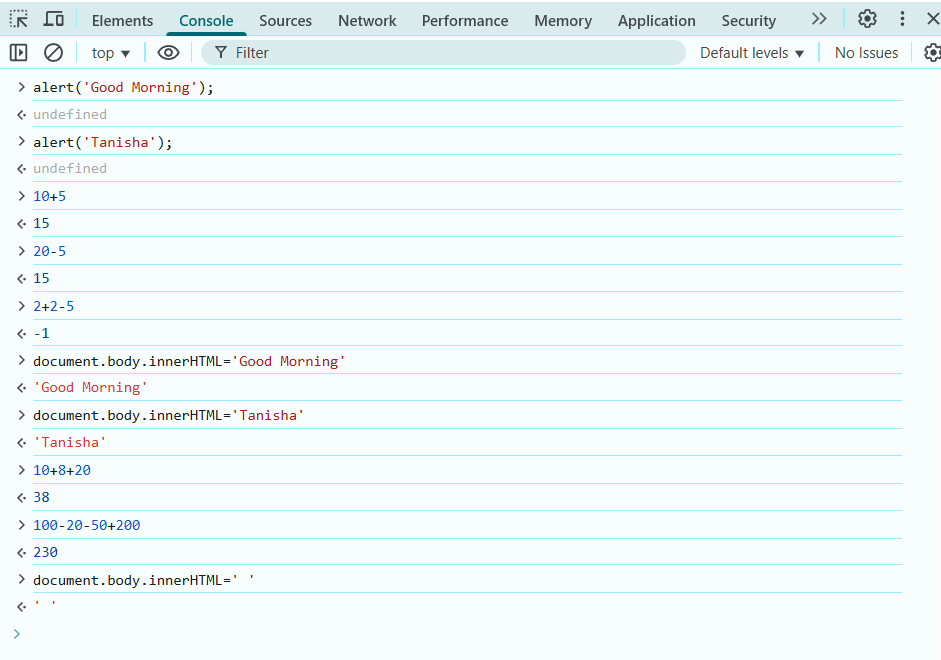 Elements Console Sources Network Performance Memory Application Security
top Filter Default levels No Issues
alert('Good Morning');
undefined
alert('Tanisha');
undefined
10+5
15
20-5
15
2+2-5
-1
document.body.innerHTML='Good Morning'
'Good Morning'
document.body.innerHTML='Tanisha'
'Tanisha'
10+8+20
38
100-20-50+200
230
document.body.innerHTML=' '
' '